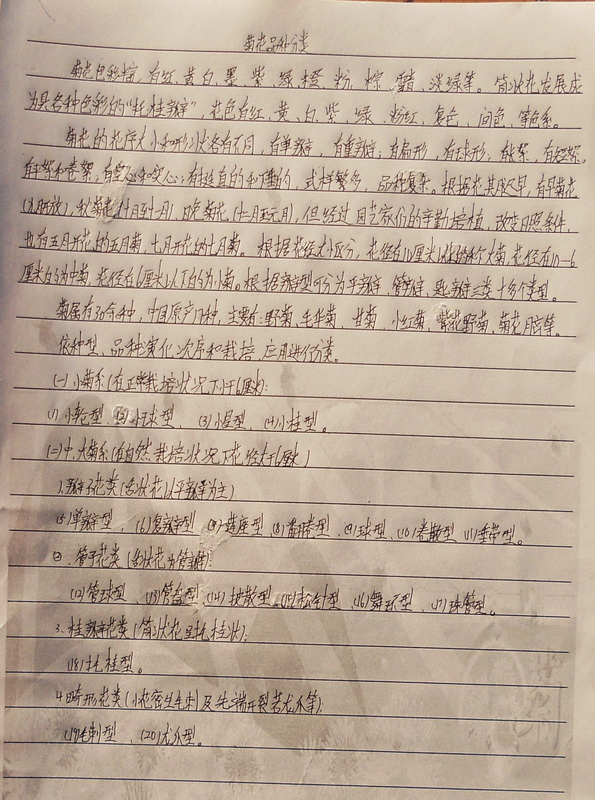 菊花品种分类
菊花色彩棕，有红、黄、白、墨、紫、绿、橙、粉、棕、雪青、淡绿等。筒状花发展成
为具各种色彩的“托桂瓣”，花色有红、黄、白、紫、绿、粉红、复色、间色等色系。
菊花的花序大小和形状各有不同，有单瓣，有重瓣；有扁形，有球形；有长絮，有短絮，
有平絮和卷絮；有空心和实心；有挺直的和下垂的，式样繁多，品种复杂。根据花期迟早，有早菊花
（九月开放），秋菊花（十月至十一月），晚菊花（十二月至元月），但经过园艺家们的辛勤培植，改变日照条件，
也有五月开花的五月菊，七月开花的七月菊。根据花径大小区分，花径在10厘米以上的称大菊，花径在10—6
厘米的为中菊，花径在6厘米以下的为小菊。根据瓣型可分为平瓣、管瓣、匙瓣三类十多个类型。
菊属有30余种，中国原产17种，主要有：野菊、毛华菊、甘菊、小红菊、紫花野菊、菊花脑等。
依种型、品种演化次序和栽培、应用进行分类。
(一)小菊系(在正常栽培状况下小于6厘米)：
(1)小轮型、(2)小球型、(3)小星型、(4)小桂型。
(二)中、大菊系(在自然栽培状况下花径大于6厘米)
1.瓣子花类(舌状花以平瓣等为主)
(5)单瓣型、(6)复瓣型、(7)莲座型、(8)翻卷型、(9)球型、(10)卷散型、(11)垂带型。
2、管子花类(舌状花为管瓣)：
(12)管球型、(13)管盘型、(14)披散型、(15)松针型、(16)舞环型、(17)珠管型。
3.桂瓣花类(筒状花呈托桂状)：
(18)托桂型。
4.畸形花类(小花密生毛刺及先端开裂若龙爪等)：
(19)毛刺型、(20)龙爪型。